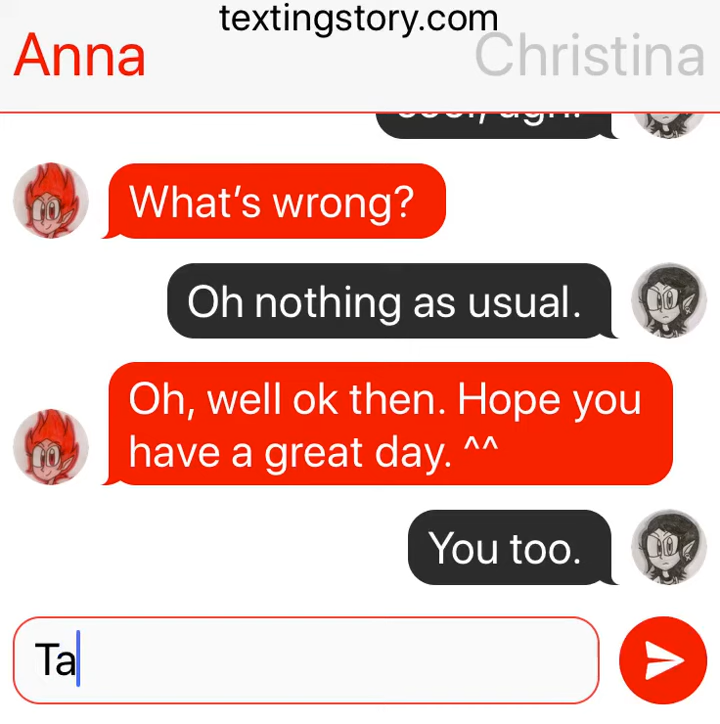 textingstory.com
Anna
Christina
What’s wrong?
Oh nothing as usual.
Oh, well ok then. Hope you
have a great day. ^^
You too.
Ta